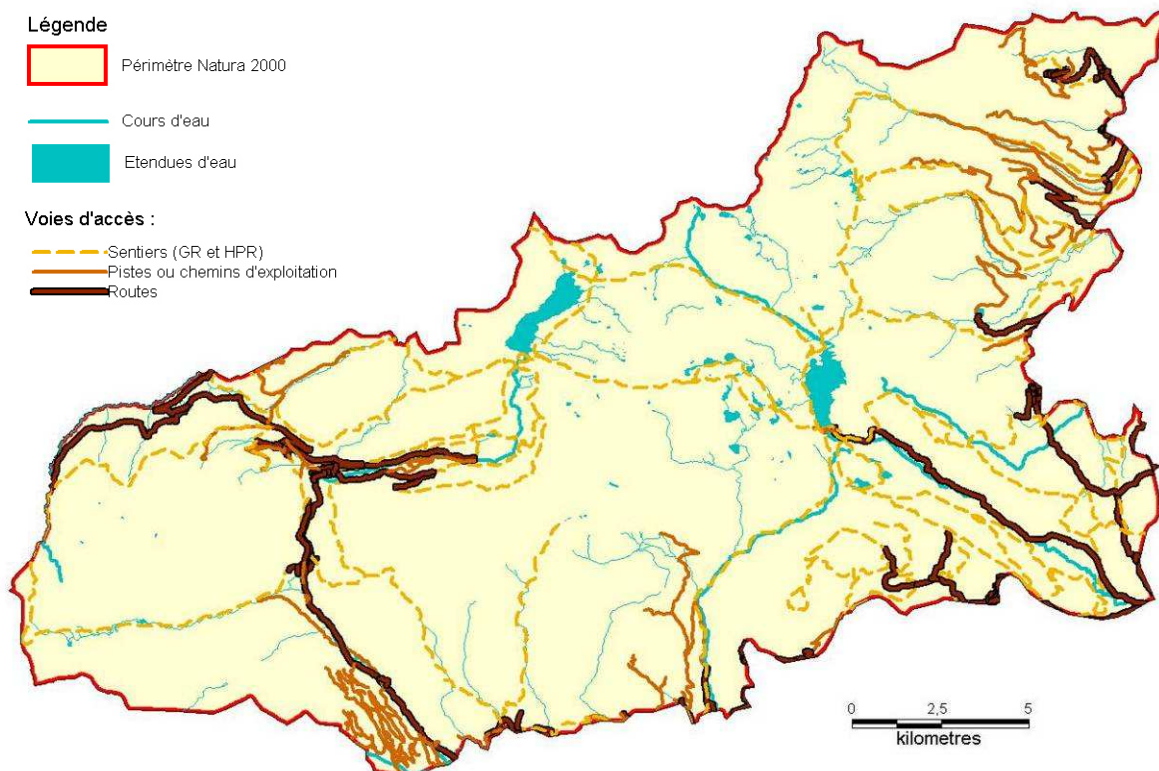 Légende
Périmètre Natura 2000
Cours d'eau
Etendues d'eau
Voies d'accès :
Sentiers (GR et HPR)
Pistes ou chemins d'exploitation
Routes
0 2,5 5
kilometres